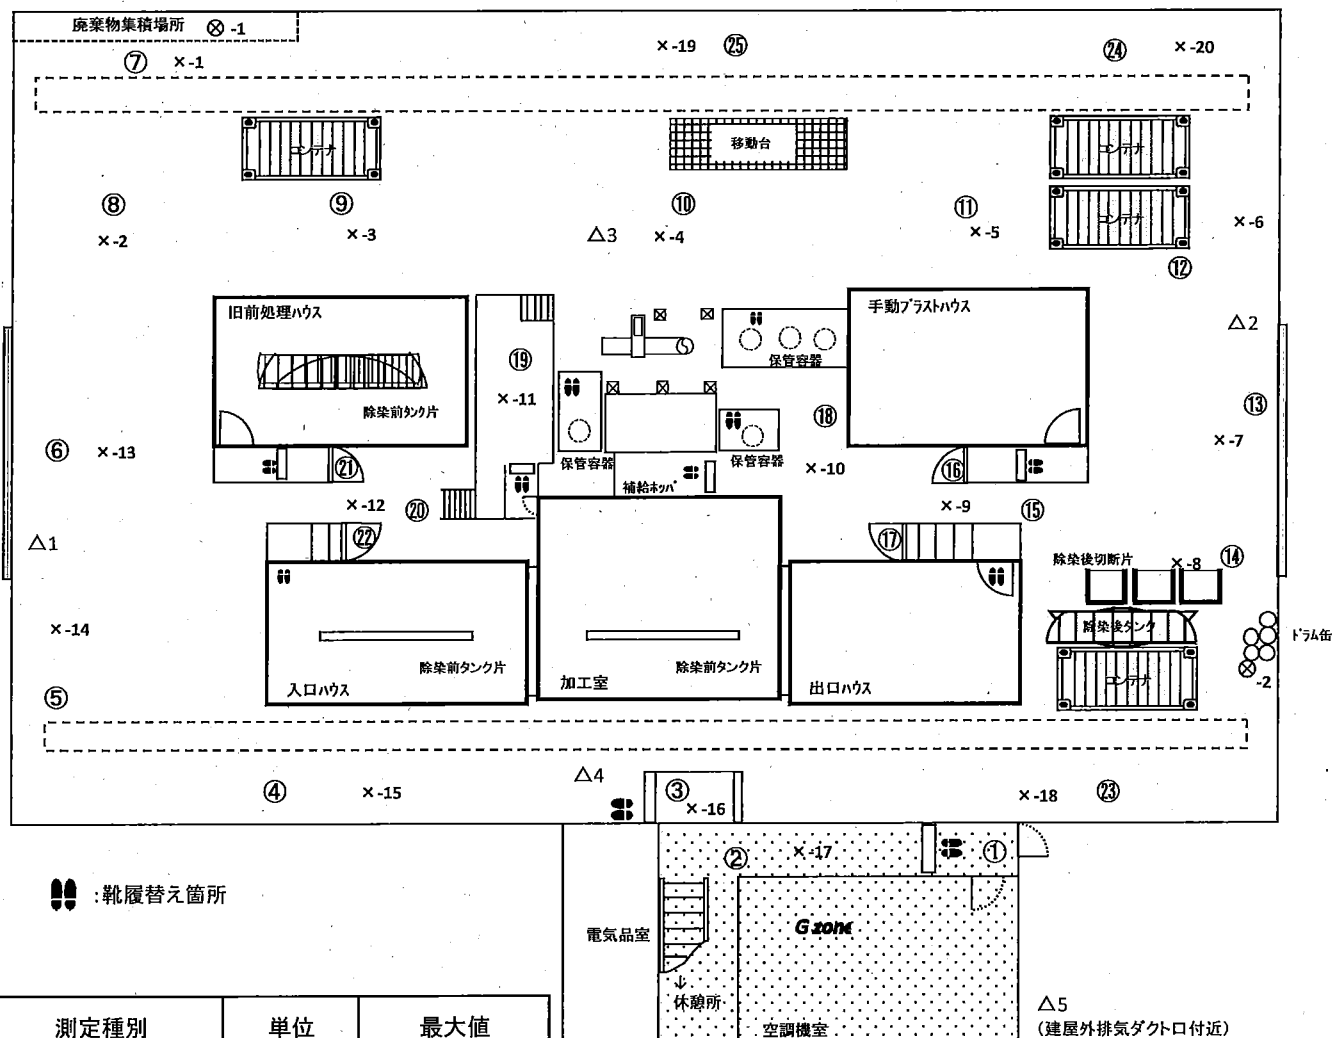 廃棄物集積場所 ⊗-1
⑦ ×-1
×-19 ㉕
㉔ ×-20
コンテナ
移動台
コンテナ
コンテナ
⑧
×-2
⑨
×-3
△3
⑩
×-4
⑪
×-5
×-6
⑫
旧前処理ハウス
除染前タンク片
⑲
×-11
保管容器
手動ブラストハウス
△2
⑬
×-7
⑱
⑥ ×-13
保管容器
保管容器
補給ホッパ
×-10
㉑
⑯
×-12
⑳
×-9
⑮
△1
㉒
⑰
除染後切断片
×-8 ⑭
×-14
除染後タンク
ドラム缶
除染前タンク片
入口ハウス
除染前タンク片
加工室
出口ハウス
コンテナ
⊗-2
⑤
△4
④ ×-15
③
×-16
×-18 ㉓
② ×-17
①
:靴履替え箇所
電気品室
G zone
↓
休憩所
空調機室
△5
(建屋外排気ダクト口付近)
測定種別 単位 最大値